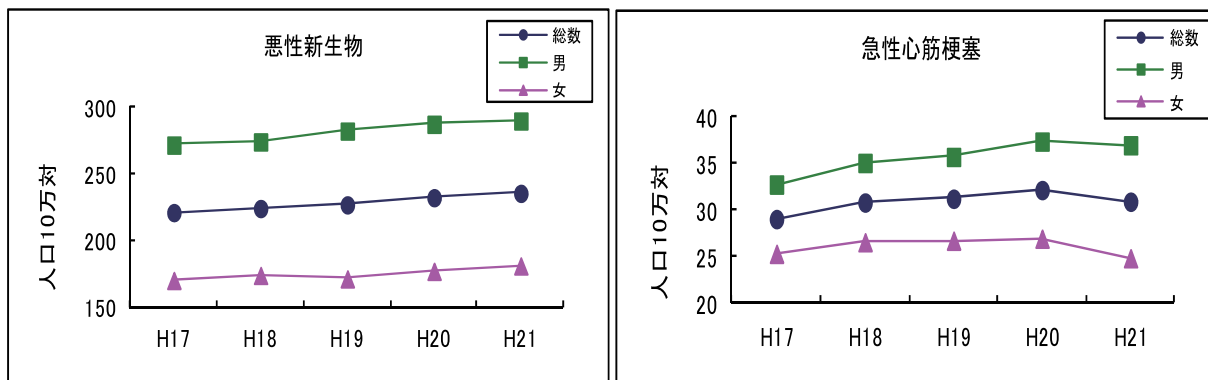 悪性新生物
総数
男
女
人口10万対
300
250
200
150
H17 H18 H19 H20 H21
急性心筋梗塞
総数
男
女
人口10万対
40
35
30
25
20
H17 H18 H19 H20 H21